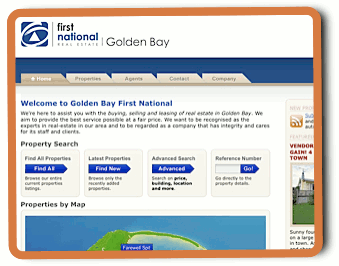 first
national
REAL ESTATE
Golden Bay
Home Properties Agents Contact Company
Welcome to Golden Bay First National
We're here to assist you with the buying, selling and leasing of real estate in Golden Bay. We
aim to provide the best service possible at a fair price. We want to be recognised as the
experts in real-estate in our area and to be regarded as a company that has integrity and cares
for its staff and clients.
Property Search
Find All Properties Latest Properties Advanced Search Reference Number
Find All Find New Advanced Go!
Browse our entire Browse only the Search on price, Go directly to the
current properties recently added building, location property details.
listings. properties. and more.
Properties by Map
Farewell Spit
NEW PRO
FEATURE
VENDOR
GAIN! 4
TOWN
Sunny fou
on a large
in town. A